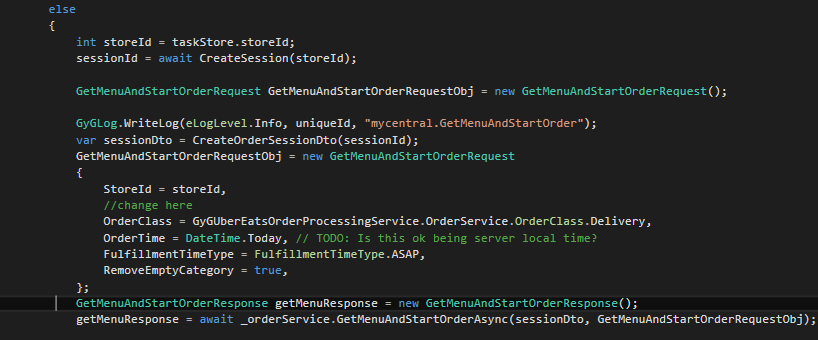 else
{
int storeId = taskStore.storeId;
sessionId = await CreateSession(storeId);
GetMenuAndStartOrderRequest GetMenuAndStartOrderRequestObj = new GetMenuAndStartOrderRequest();
GyGLog.WriteLog(eLogLevel.Info, uniqueId, "mycentral.GetMenuAndStartOrder");
var sessionDto = CreateOrderSessionDto(sessionId);
GetMenuAndStartOrderRequestObj = new GetMenuAndStartOrderRequest
{
StoreId = storeId,
//change here
OrderClass = GyGUberEatsOrderProcessingService.OrderService.OrderClass.Delivery,
OrderTime = DateTime.Today, // TODO: Is this ok being server local time?
FulfillmentTimeType = FulfillmentTimeType.ASAP,
RemoveEmptyCategory = true,
};
GetMenuAndStartOrderResponse getMenuResponse = new GetMenuAndStartOrderResponse();
getMenuResponse = await _orderService.GetMenuAndStartOrderAsync(sessionDto, GetMenuAndStartOrderRequestObj);